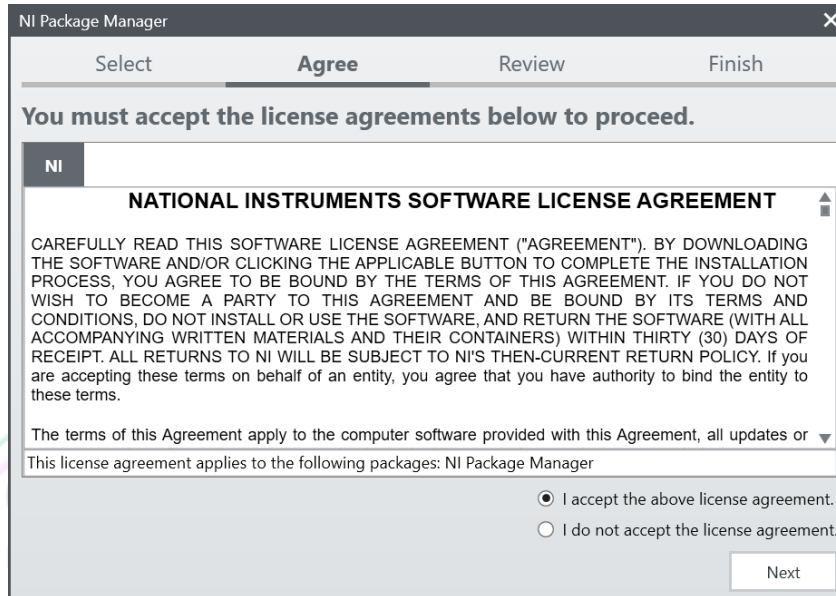 NI Package Manager
Select Agree Review Finish
You must accept the license agreements below to proceed.
NI
NATIONAL INSTRUMENTS SOFTWARE LICENSE AGREEMENT
CAREFULLY READ THIS SOFTWARE LICENSE AGREEMENT ("AGREEMENT"). BY DOWNLOADING
THE SOFTWARE AND/OR CLICKING THE APPLICABLE BUTTON TO COMPLETE THE INSTALLATION
PROCESS, YOU AGREE TO BE BOUND BY THE TERMS OF THIS AGREEMENT. IF YOU DO NOT
WISH TO BECOME A PARTY TO THIS AGREEMENT AND BE BOUND BY ITS TERMS AND
CONDITIONS, DO NOT INSTALL OR USE THE SOFTWARE, AND RETURN THE SOFTWARE (WITH ALL
ACCOMPANYING WRITTEN MATERIALS AND THEIR CONTAINERS) WITHIN THIRTY (30) DAYS OF
RECEIPT. ALL RETURNS TO NI WILL BE SUBJECT TO NI'S THEN-CURRENT RETURN POLICY. If you
are accepting these terms on behalf of an entity, you agree that you have authority to bind the entity to
these terms.
The terms of this Agreement apply to the computer software provided with this Agreement, all updates or
This license agreement applies to the following packages: NI Package Manager
I accept the above license agreement.
I do not accept the license agreement.
Next